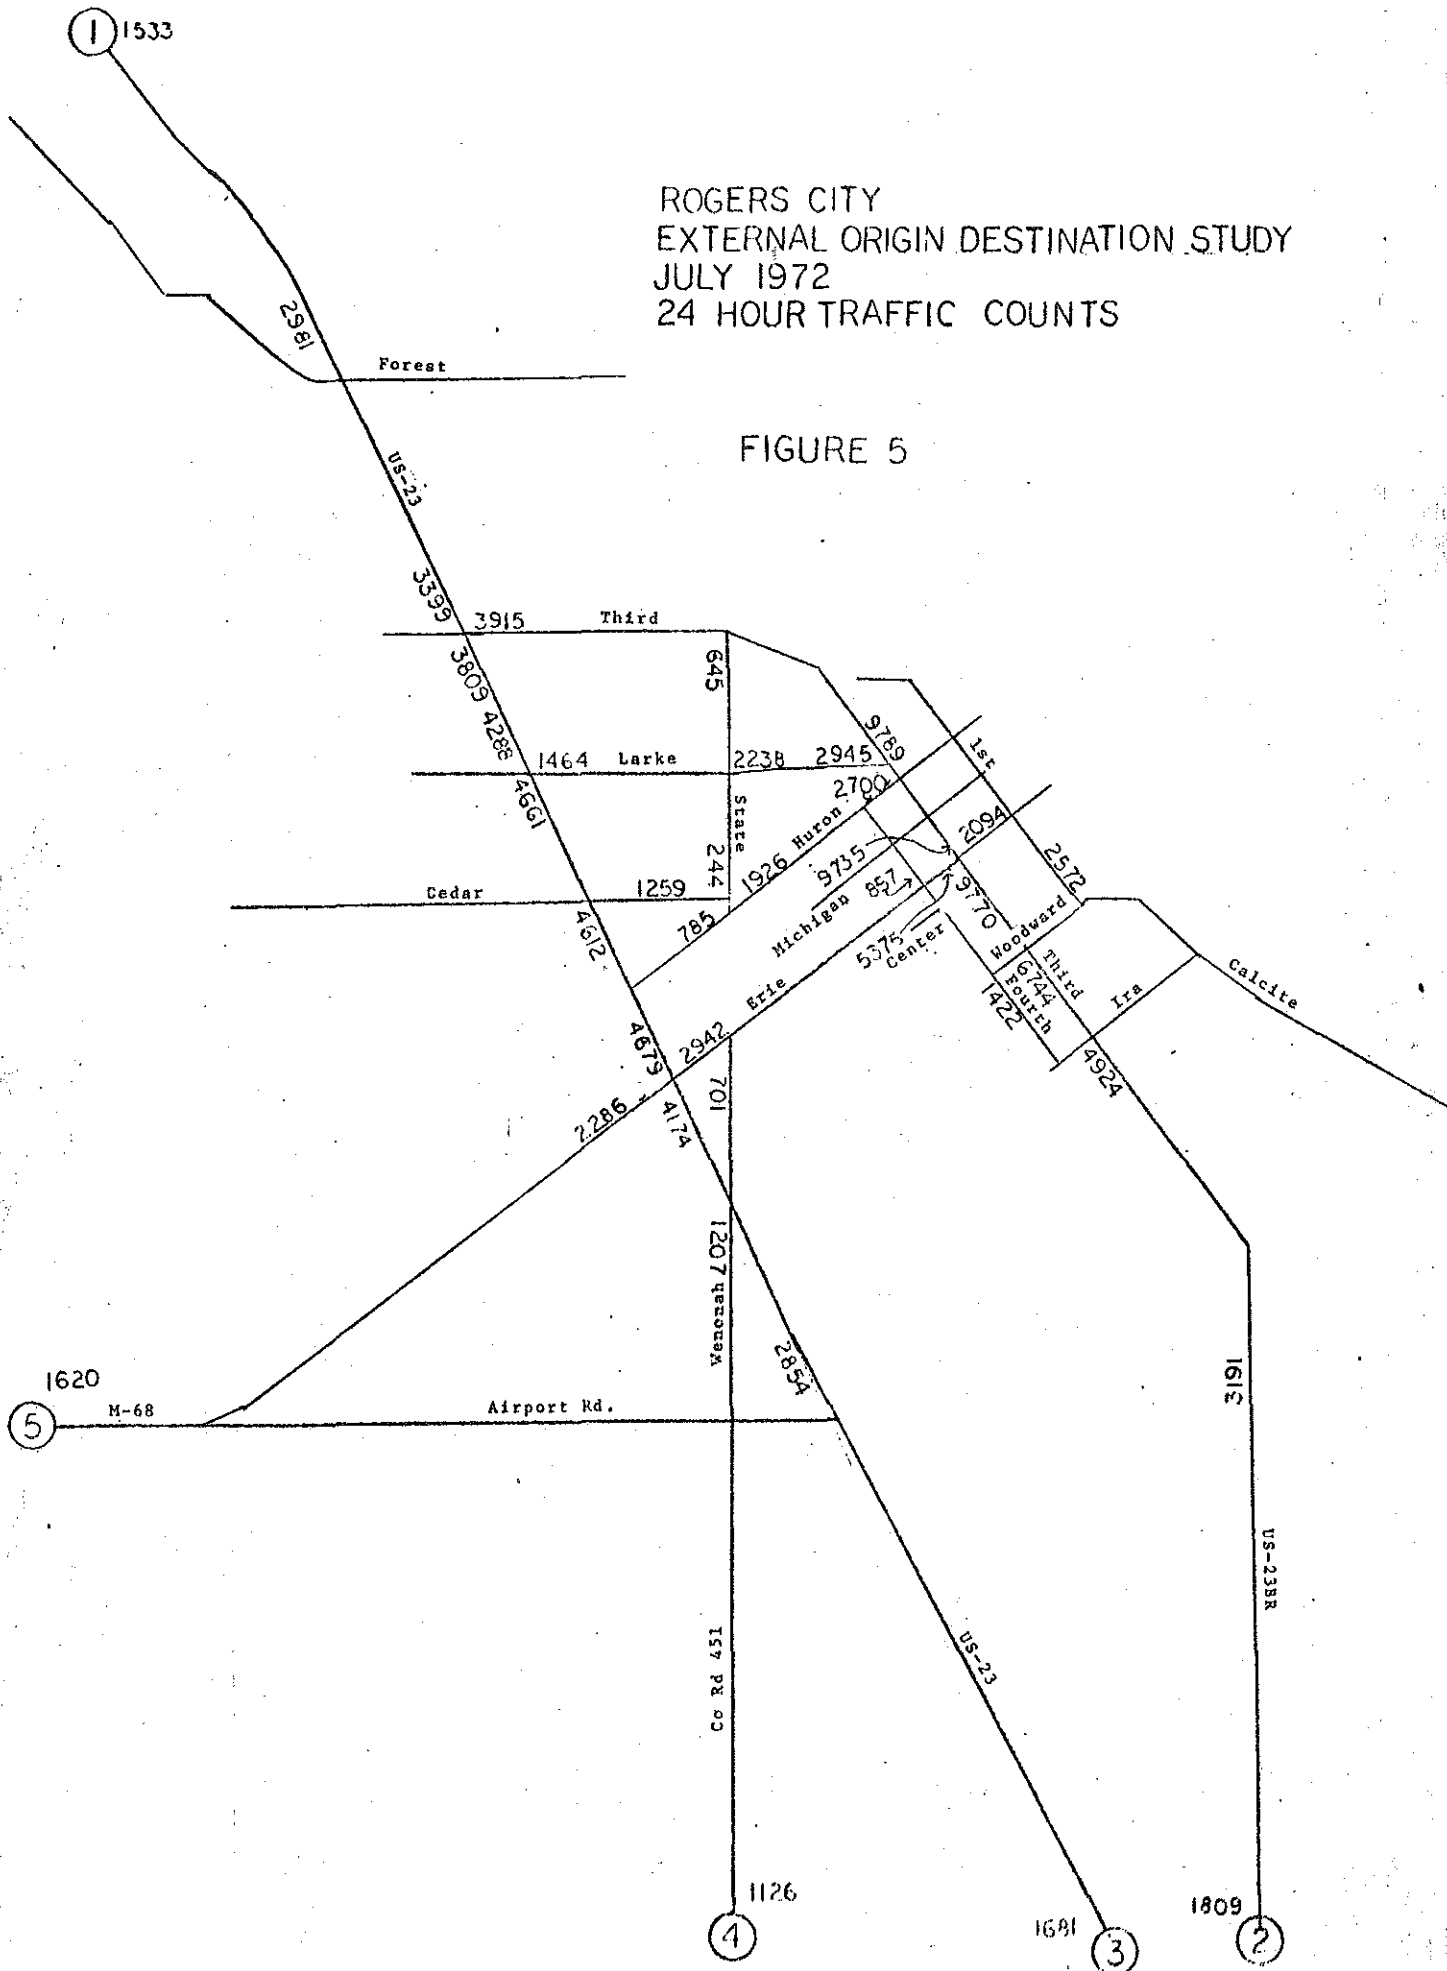 1 1533
ROGERS CITY
EXTERNAL ORIGIN DESTINATION STUDY
JULY 1972
24 HOUR TRAFFIC COUNTS
2981
Forest
FIGURE 5
US-23
3399
3915 Third
3809
4288
645
9789
1464 Larke
2238 2945
1st
4661
2700
State
Huron
2094
244
1926
9735
2572
Cedar
1259
857
9770
785
Michigan
4612
5375
Center
Woodward
Third
6744
Fourth
1422
Ira
Calcite
Erie
4679
2942
4924
701
4174
2286
1207
Wenonah
2854
1613
1620
5
M-68
Airport Rd.
US-23BR
Co Rd 451
US-23
1126
4
1681
3
1809
2